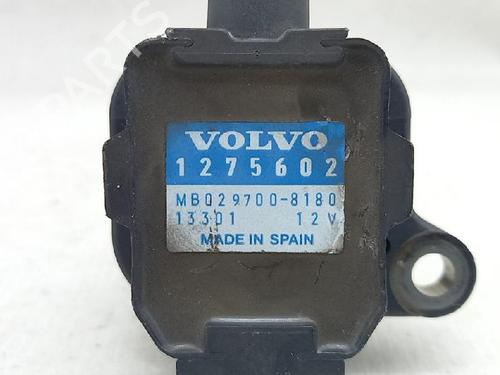 VOLVO
1275602
MB029700-8180
13301 12V
MADE IN SPAIN